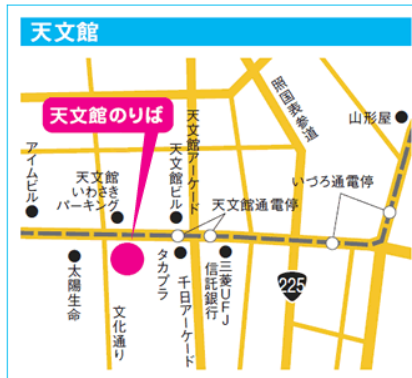 天文館
天文館のりば
照国表参道
山形屋
天文館アーケード
アイムビル
天文館
いわさき
パーキング
天文館ビル
天文館通電停
いづろ通電停
太陽生命
文化通り
タカプラ
千日アーケード
三菱UFJ
信託銀行
225